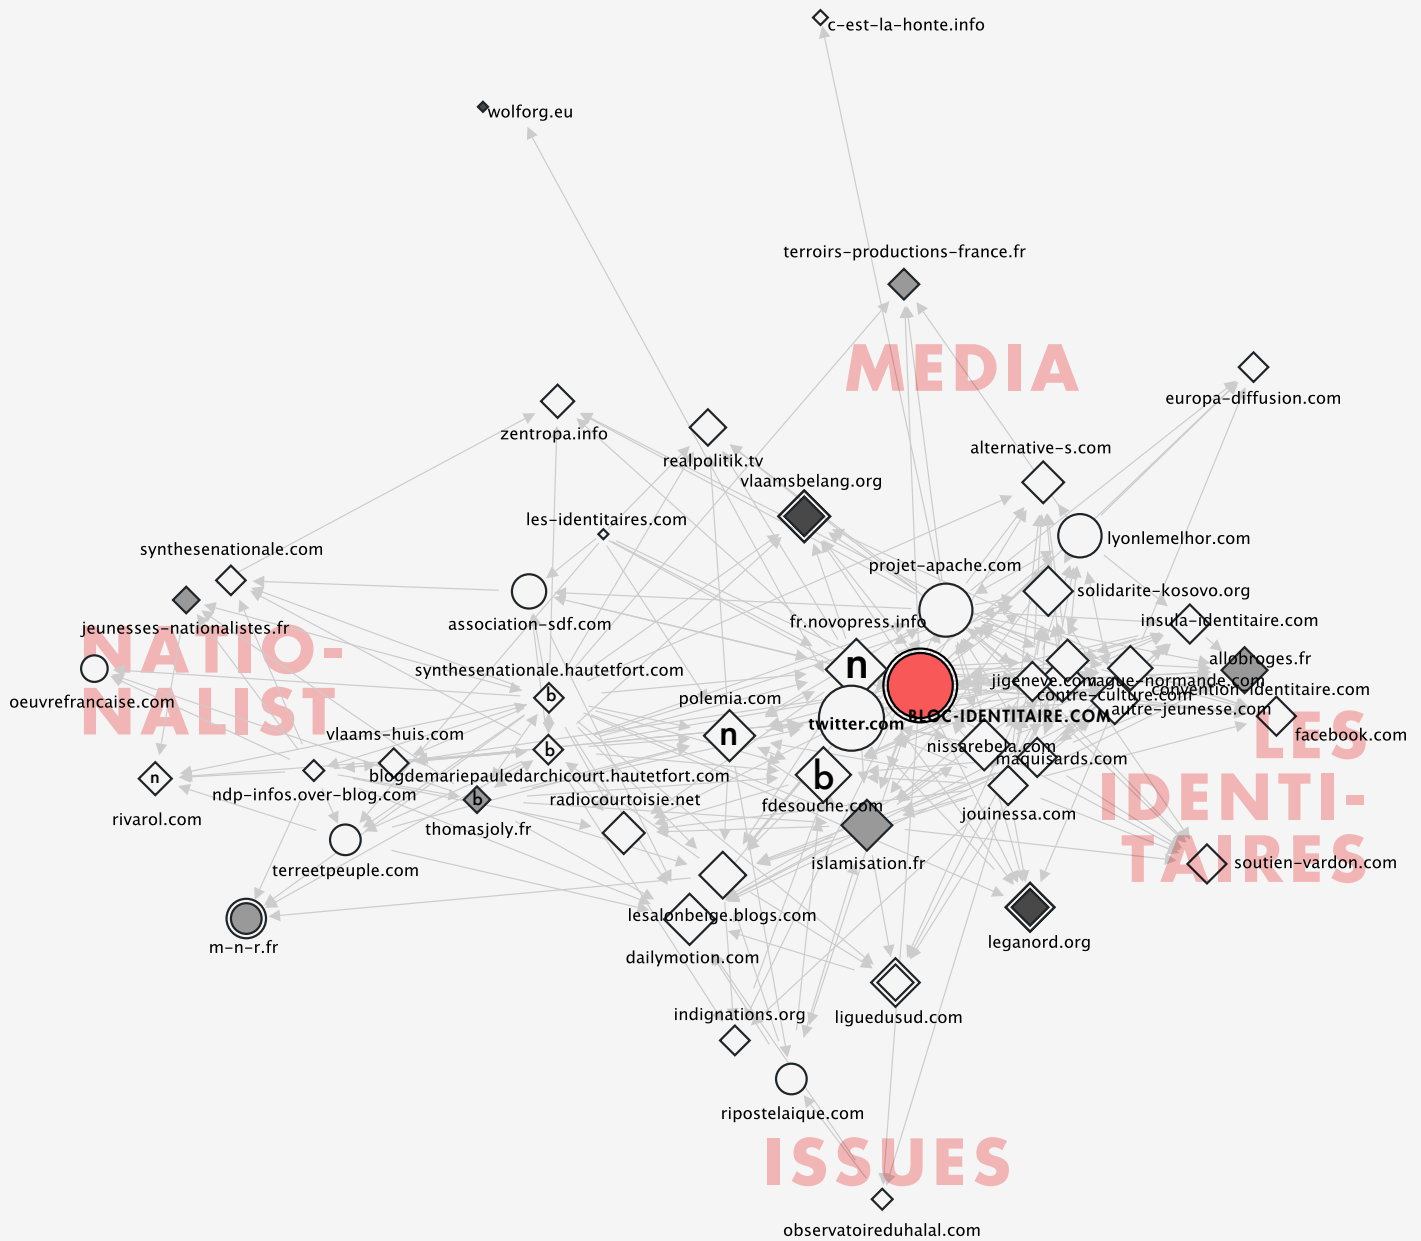 c-est-la-honte.info
wolforg.eu
terroirs-productions-france.fr
MEDIA
europa-diffusion.com
zentropa.info
alternative-s.com
realpolitik.tv
vlaamsbelang.org
les-identitaires.com
lyonlemelhor.com
synthesenationale.com
projet-apache.com
solidarite-kosovo.org
jeunesses-nationalistes.fr
association-sdf.com
fr.novopress.info
insula-identitaire.com
NATIO-
NALIST
allobroges.fr
n
synthesenationale.hautetfort.com
jigeneve.com
convention-identitaire.com
contre-culture.com
oeuvrefrancaise.com
b
polemia.com
autre-jeunesse.com
twitter.com
BLOC-IDENTITAIRE.COM
vlaams-huis.com
n
facebook.com
LES
IDENTI-
TAIRES
b
nissarebela.com
maquisards.com
n
blogdemariepauledarchicourt.hautetfort.com
b
ndp-infos.over-blog.com
b
radiocourtoisie.net
fdesouche.com
jouinessa.com
rivarol.com
thomasjoly.fr
terreetpeuple.com
islamisation.fr
soutien-vardon.com
lesalonbeige.blogs.com
m-n-r.fr
leganord.org
dailymotion.com
indignations.org
liguedusud.com
ripostelaique.com
ISSUES
observatoireduhalal.com